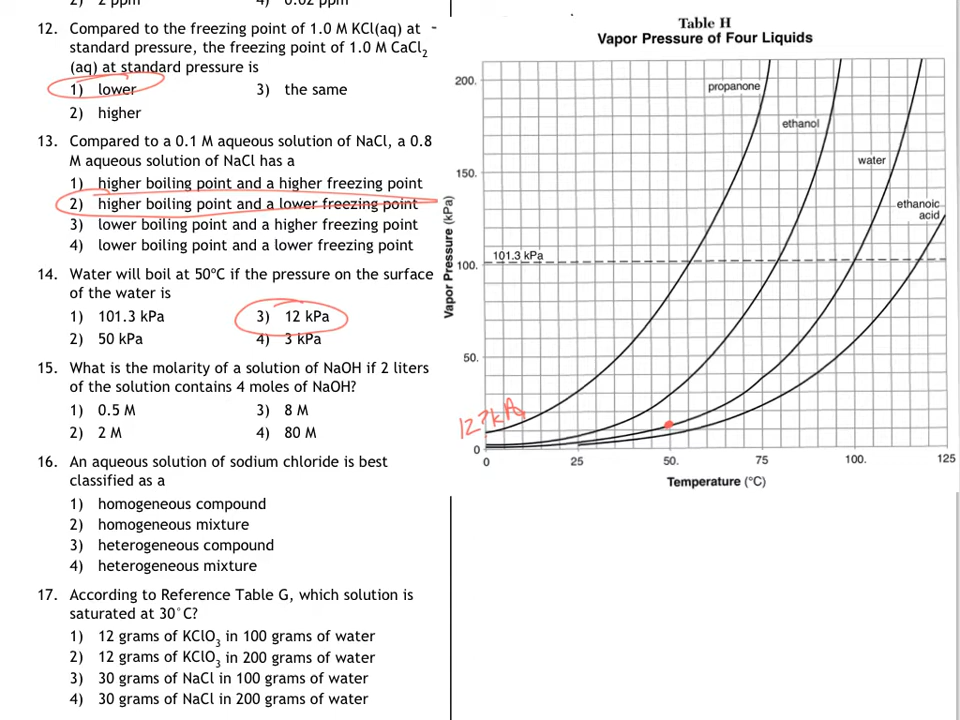 2) 2 ppm 4) 0.02 ppm
12. Compared to the freezing point of 1.0 M KCl(aq) at
standard pressure, the freezing point of 1.0 M CaCl₂
(aq) at standard pressure is
1) lower 3) the same
2) higher
13. Compared to a 0.1 M aqueous solution of NaCl, a 0.8
M aqueous solution of NaCl has a
1) higher boiling point and a higher freezing point
2) higher boiling point and a lower freezing point
3) lower boiling point and a higher freezing point
4) lower boiling point and a lower freezing point
14. Water will boil at 50°C if the pressure on the surface
of the water is
1) 101.3 kPa 3) 12 kPa
2) 50 kPa 4) 3 kPa
15. What is the molarity of a solution of NaOH if 2 liters
of the solution contains 4 moles of NaOH?
1) 0.5 M 3) 8 M
2) 2 M 4) 80 M
16. An aqueous solution of sodium chloride is best
classified as a
1) homogeneous compound
2) homogeneous mixture
3) heterogeneous compound
4) heterogeneous mixture
17. According to Reference Table G, which solution is
saturated at 30°C?
1) 12 grams of KClO₃ in 100 grams of water
2) 12 grams of KClO₃ in 200 grams of water
3) 30 grams of NaCl in 100 grams of water
4) 30 grams of NaCl in 200 grams of water
Table H
Vapor Pressure of Four Liquids
200.
propanone
ethanol
water
150.
ethanoic
acid
Vapor Pressure (kPa)
101.3 kPa
100.
50.
0
0 25 50. 75 100. 125
Temperature (°C)